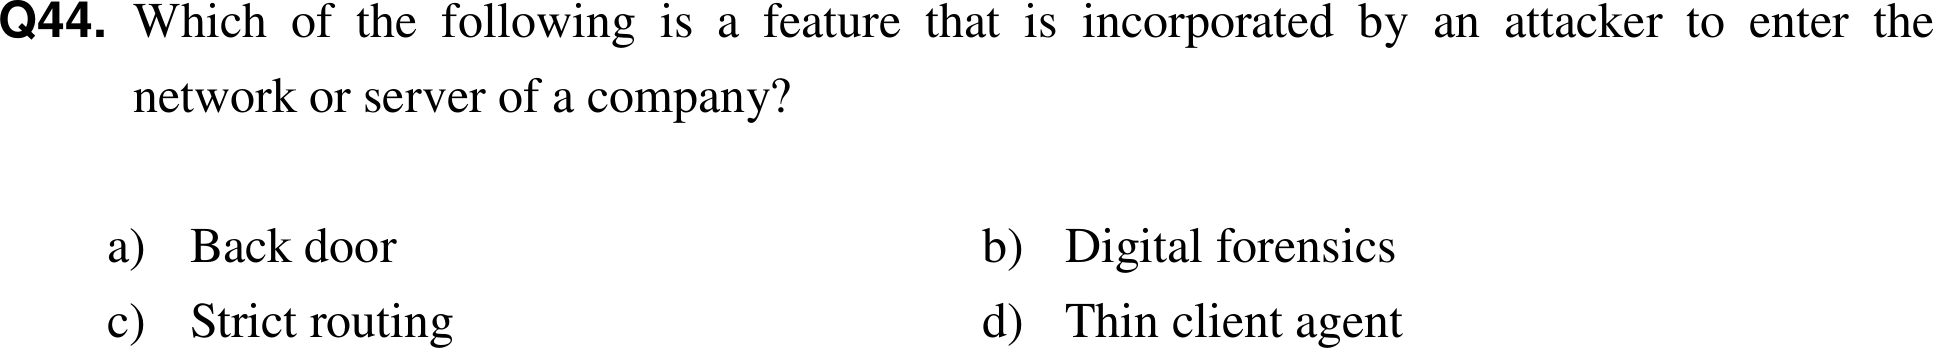 Q44. Which of the following is a feature that is incorporated by an attacker to enter the
network or server of a company?
a) Back door b) Digital forensics
c) Strict routing d) Thin client agent